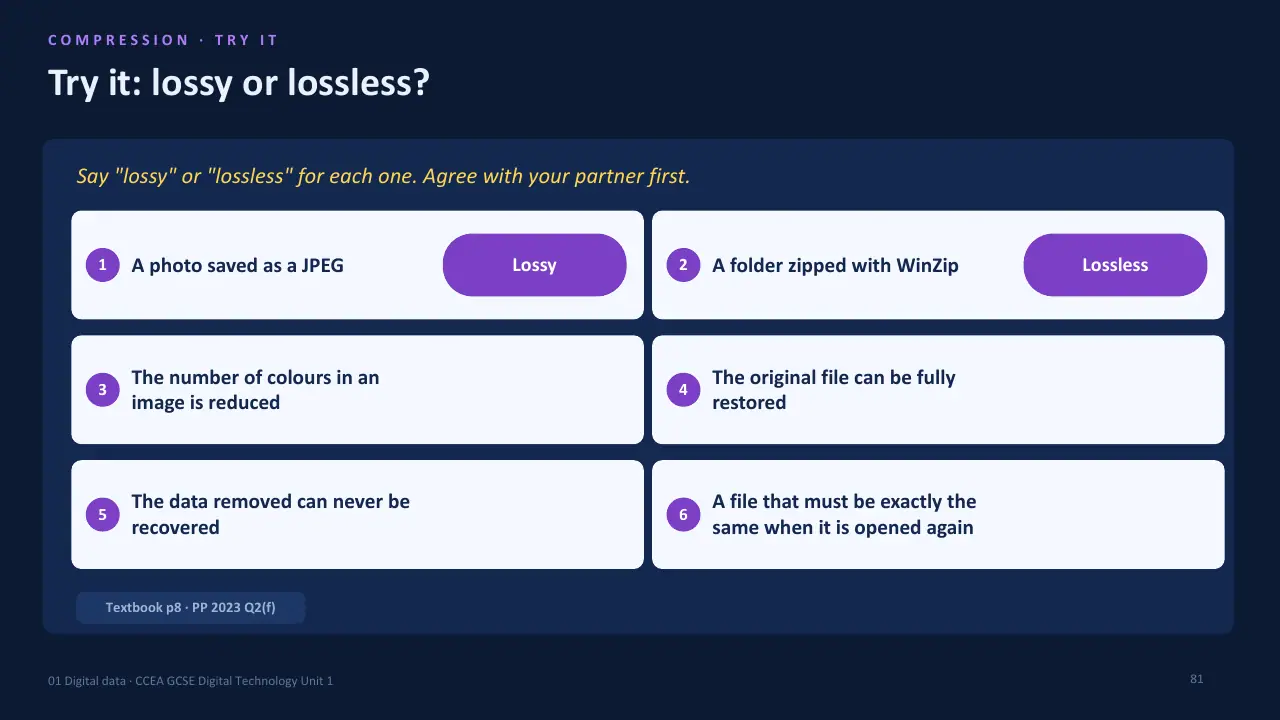 COMPRESSION · TRY IT
Try it: lossy or lossless?
Say "lossy" or "lossless" for each one. Agree with your partner first.
1
A photo saved as a JPEG
Lossy
2
A folder zipped with WinZip
Lossless
3
The number of colours in an
image is reduced
4
The original file can be fully
restored
5
The data removed can never be
recovered
6
A file that must be exactly the
same when it is opened again
Textbook p8 · PP 2023 Q2(f)
01 Digital data · CCEA GCSE Digital Technology Unit 1
81